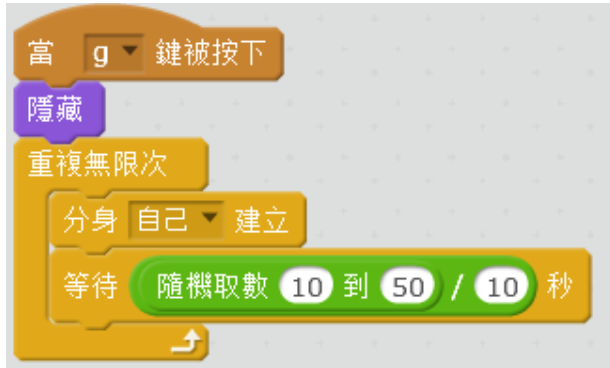 當 g 鍵被按下
隱藏
重複無限次
分身 自己 建立
等待 隨機取數 10 到 50 / 10 秒